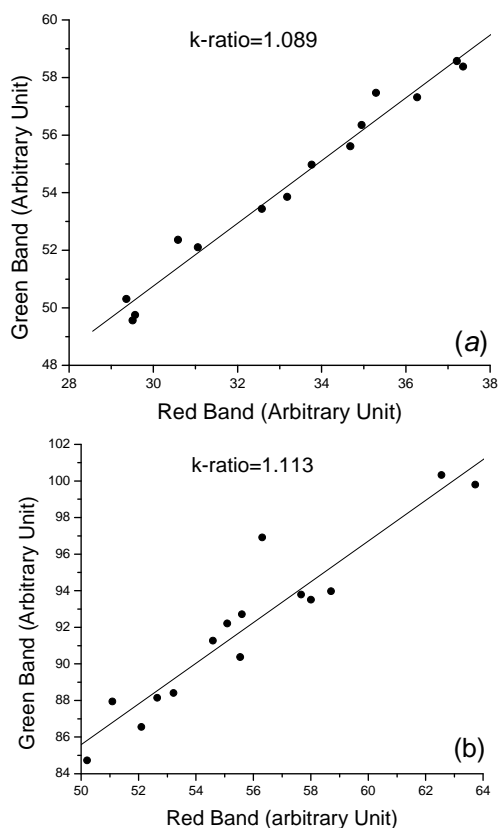 60
k-ratio=1.089
58
56
54
52
50
48
Green Band (Arbitrary Unit)
(a)
28 30 32 34 36 38
Red Band (Arbitrary Unit)
102
k-ratio=1.113
100
98
96
94
92
90
88
86
84
Green Band (Arbitrary Unit)
(b)
50 52 54 56 58 60 62 64
Red Band (arbitrary Unit)